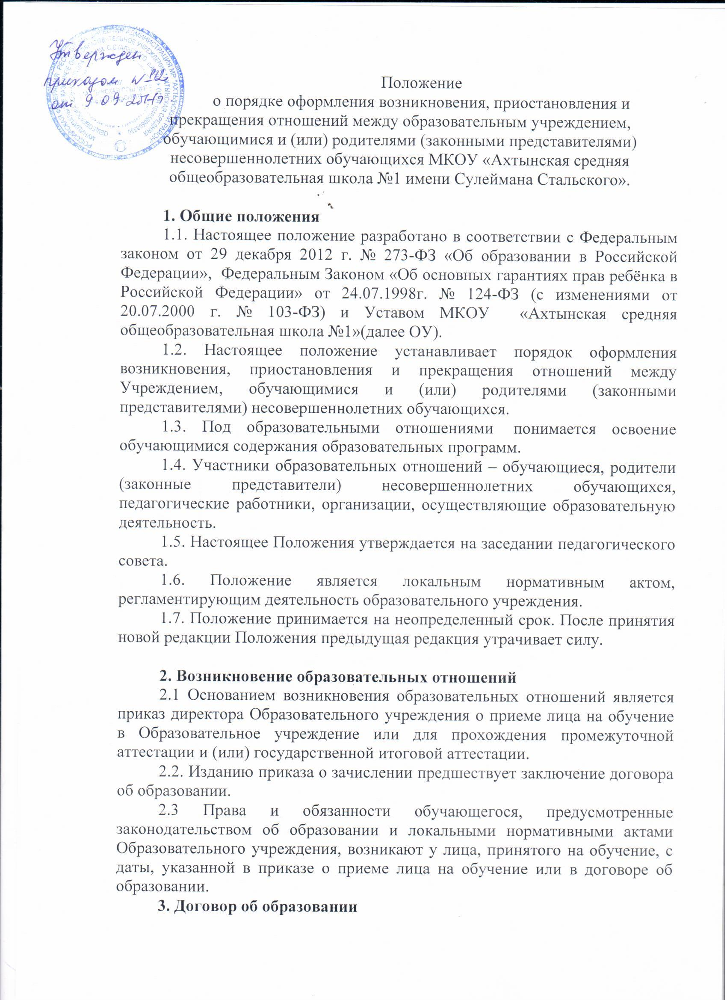 Утвержден
приказом №
от 9.09.
Положение
о порядке оформления возникновения, приостановления и
прекращения отношений между образовательным учреждением,
обучающимися и (или) родителями (законными представителями)
несовершеннолетних обучающихся МКОУ «Ахтынская средняя
общеобразовательная школа №1 имени Сулеймана Стальского».
1. Общие положения
1.1. Настоящее положение разработано в соответствии с Федеральным
законом от 29 декабря 2012 г. № 273-ФЗ «Об образовании в Российской
Федерации», Федеральным Законом «Об основных гарантиях прав ребёнка в
Российской Федерации» от 24.07.1998г. № 124-ФЗ (с изменениями от
20.07.2000 г. № 103-ФЗ) и Уставом МКОУ «Ахтынская средняя
общеобразовательная школа №1»(далее ОУ).
1.2. Настоящее положение устанавливает порядок оформления
возникновения, приостановления и прекращения отношений между
Учреждением, обучающимися и (или) родителями (законными
представителями) несовершеннолетних обучающихся.
1.3. Под образовательными отношениями понимается освоение
обучающимися содержания образовательных программ.
1.4. Участники образовательных отношений – обучающиеся, родители
(законные представители) несовершеннолетних обучающихся,
педагогические работники, организации, осуществляющие образовательную
деятельность.
1.5. Настоящее Положения утверждается на заседании педагогического
совета.
1.6. Положение является локальным нормативным актом,
регламентирующим деятельность образовательного учреждения.
1.7. Положение принимается на неопределенный срок. После принятия
новой редакции Положения предыдущая редакция утрачивает силу.
2. Возникновение образовательных отношений
2.1 Основанием возникновения образовательных отношений является
приказ директора Образовательного учреждения о приеме лица на обучение
в Образовательное учреждение или для прохождения промежуточной
аттестации и (или) государственной итоговой аттестации.
2.2. Изданию приказа о зачислении предшествует заключение договора
об образовании.
2.3 Права и обязанности обучающегося, предусмотренные
законодательством об образовании и локальными нормативными актами
Образовательного учреждения, возникают у лица, принятого на обучение, с
даты, указанной в приказе о приеме лица на обучение или в договоре об
образовании.
3. Договор об образовании